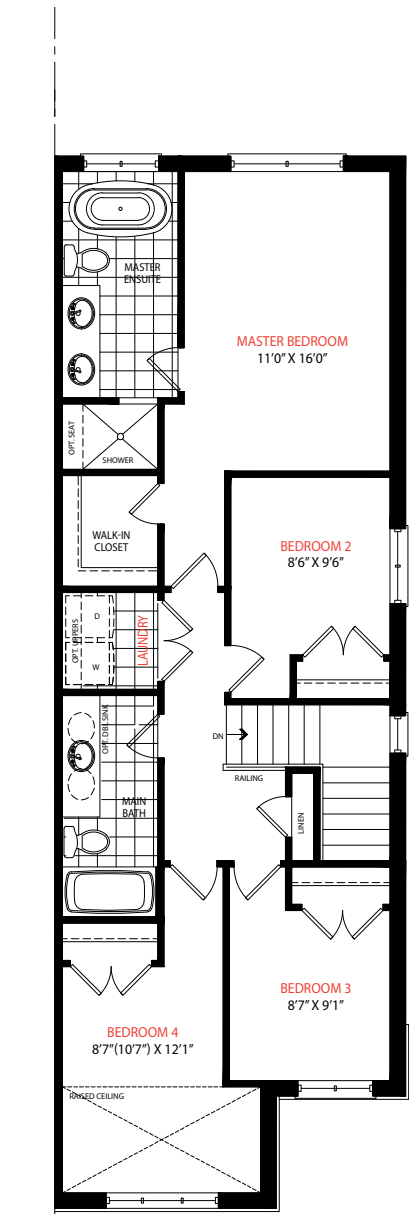 MASTER
ENSUITE
MASTER BEDROOM
11'0" X 16'0"
OPT. SEAT
SHOWER
WALK-IN
CLOSET
BEDROOM 2
8'6" X 9'6"
OPT. UPPERS
D
W
LAUNDRY
OPT. DBL SINK
DN
RAILING
MAIN
BATH
LINEN
BEDROOM 3
8'7" X 9'1"
BEDROOM 4
8'7"(10'7") X 12'1"
RAISED CEILING